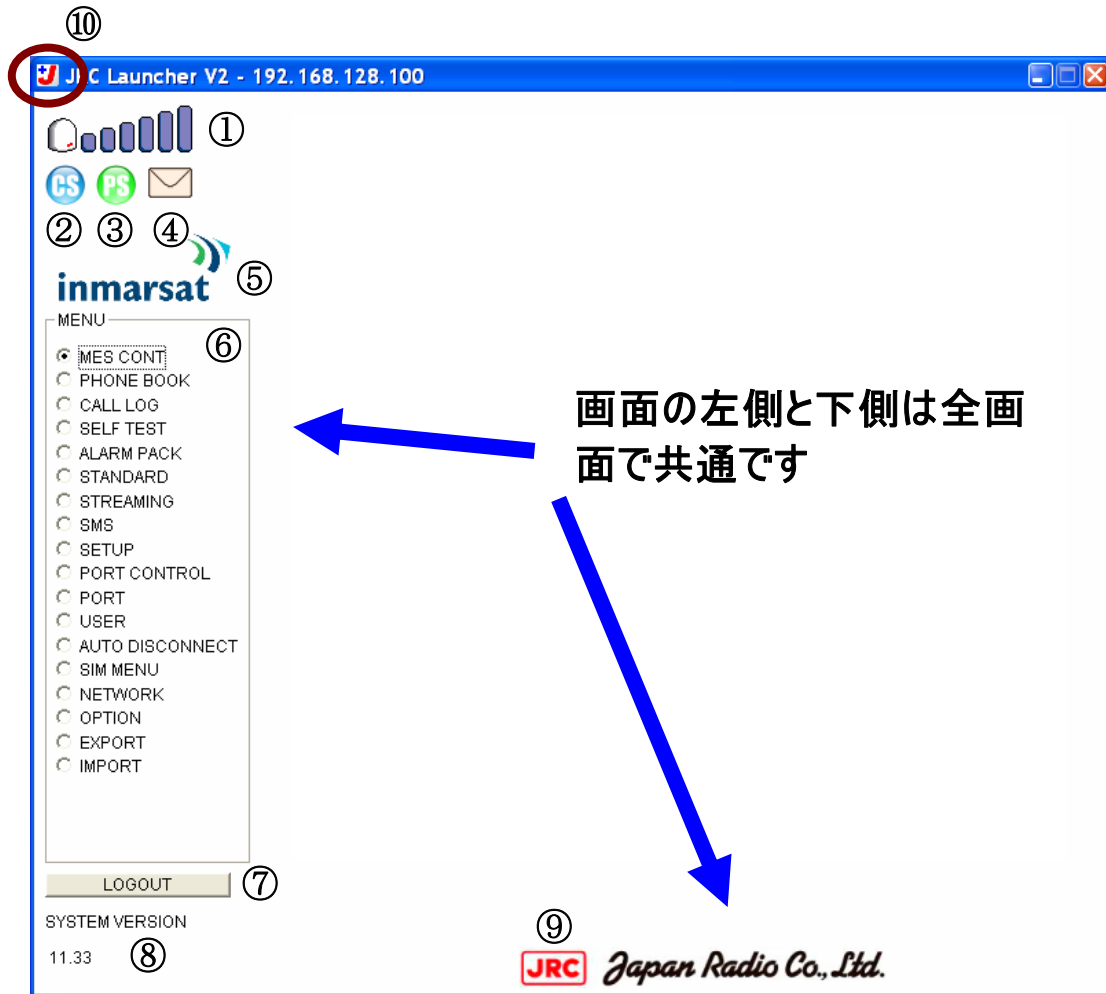 ⑩
JRC Launcher V2 - 192.168.128.100
①
CS PS
② ③ ④
inmarsat ⑤
MENU
⑥
MES CONT
PHONE BOOK
CALL LOG
SELF TEST
ALARM PACK
STANDARD
STREAMING
SMS
SETUP
PORT CONTROL
PORT
USER
AUTO DISCONNECT
SIM MENU
NETWORK
OPTION
EXPORT
IMPORT
画面の左側と下側は全画
面で共通です
LOGOUT ⑦
SYSTEM VERSION
11.33 ⑧
⑨
JRC Japan Radio Co., Ltd.